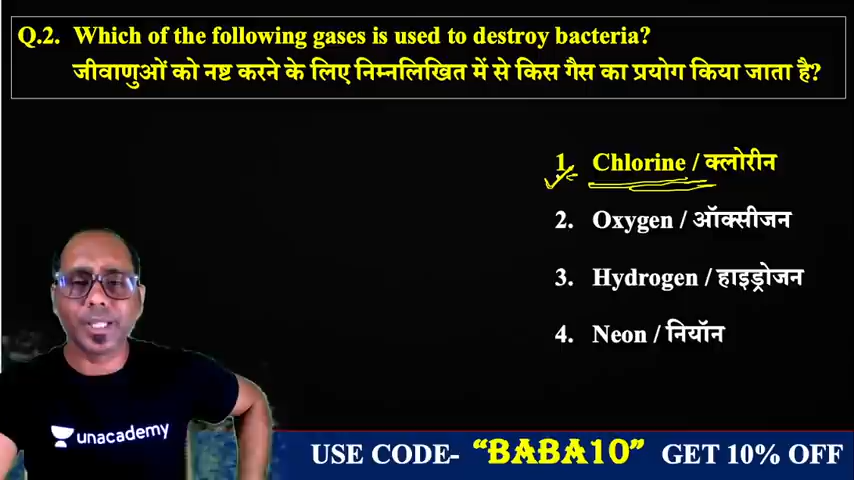 Q.2. Which of the following gases is used to destroy bacteria?
जीवाणुओं को नष्ट करने के लिए निम्नलिखित में से किस गैस का प्रयोग किया जाता है?
1. Chlorine / क्लोरीन
2. Oxygen / ऑक्सीजन
3. Hydrogen / हाइड्रोजन
4. Neon / नियॉन
unacademy
USE CODE- “BABA10” GET 10% OFF